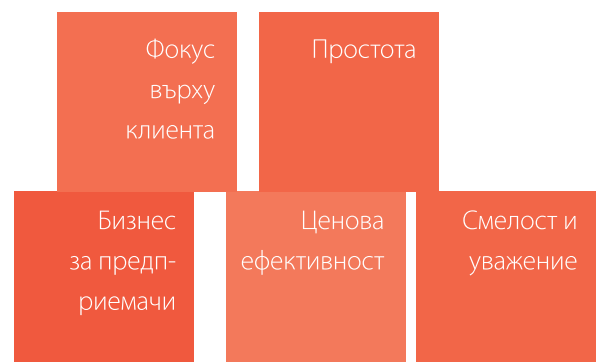 Фокус
върху
клиента
Простота
Бизнес
за предп-
риемачи
Ценова
ефективност
Смелост и
уважение